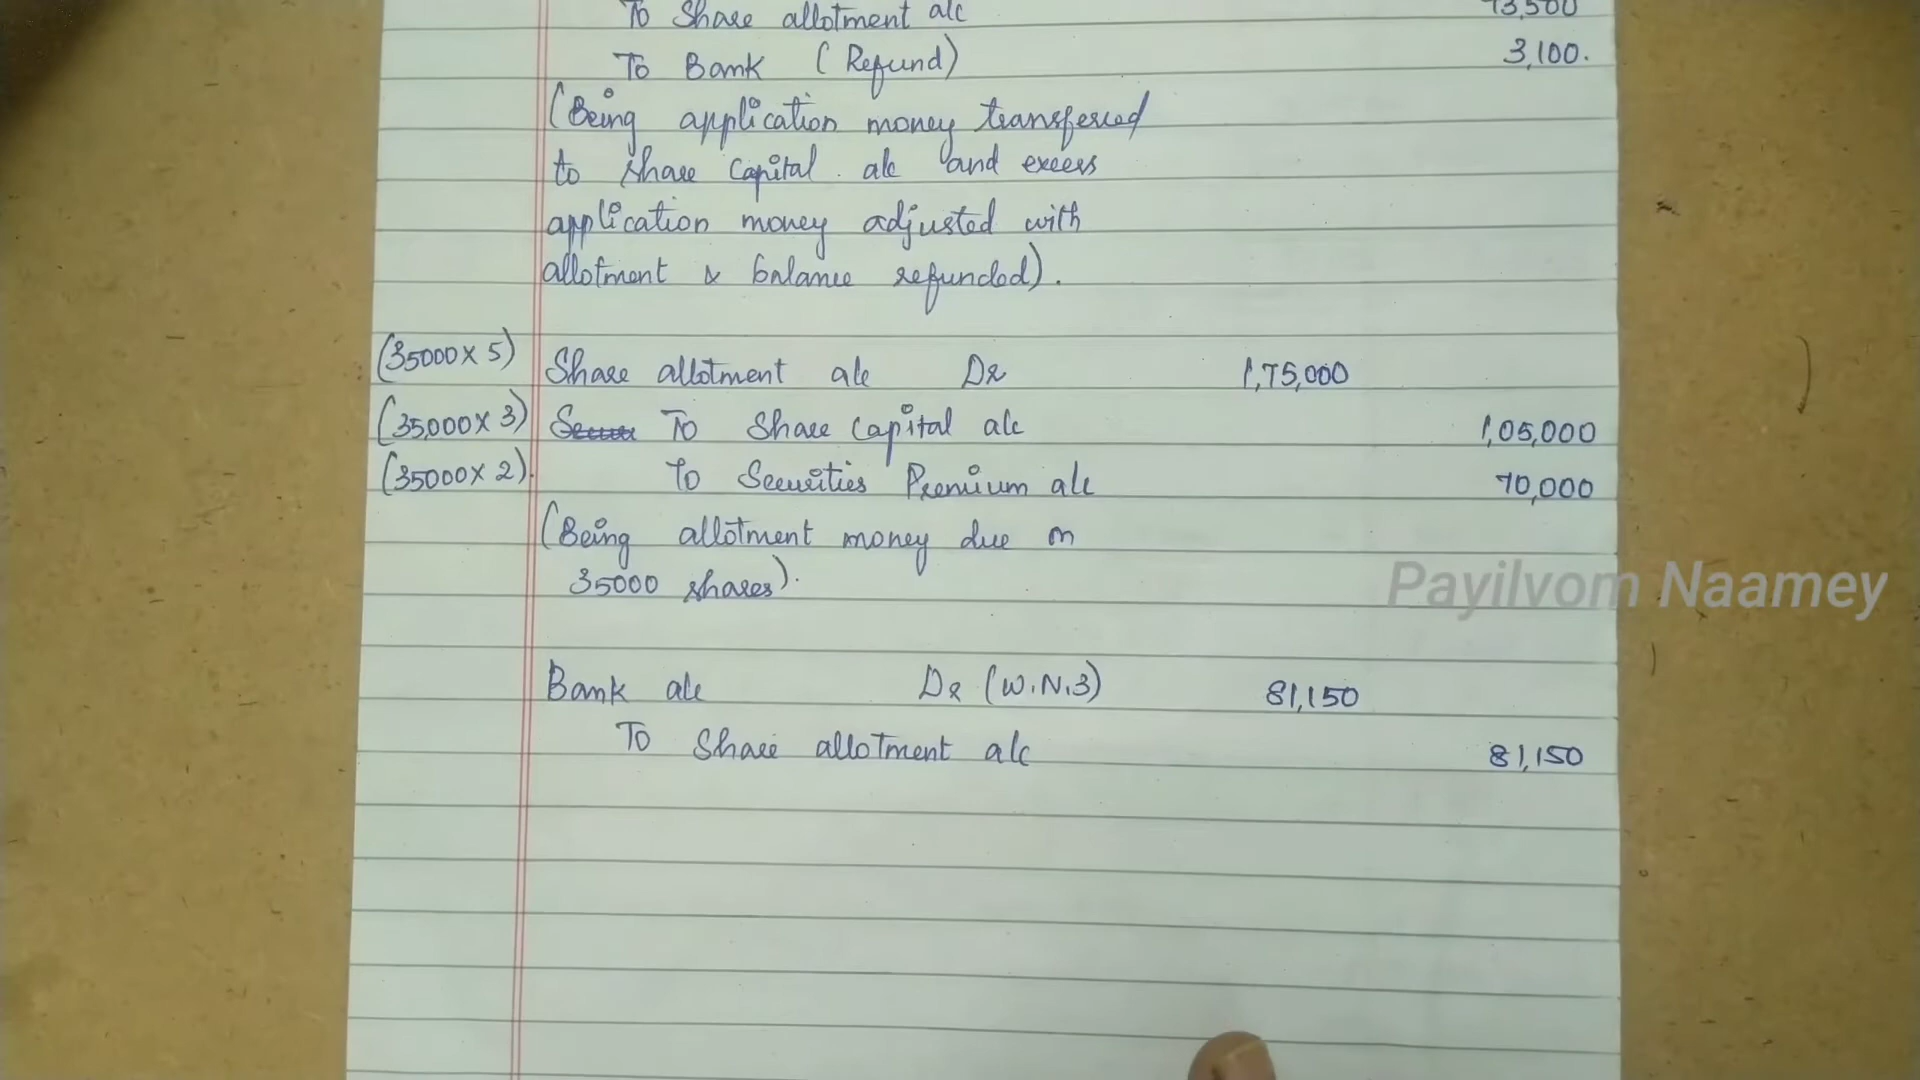 To Share allotment a/c 73,500
To Bank (Refund) 3,100.
(Being application money transferred
to share capital a/c and excess
application money adjusted with
allotment & balance refunded).
(35000 x 5) Share allotment a/c Dr 1,75,000
(35,000 x 3) To Share capital a/c 1,05,000
(35000 x 2). To Securities Premium a/c 70,000
(Being allotment money due on
35000 shares).
Payilvom Naamey
Bank a/c Dr (W.N.3) 81,150
To Share allotment a/c 81,150